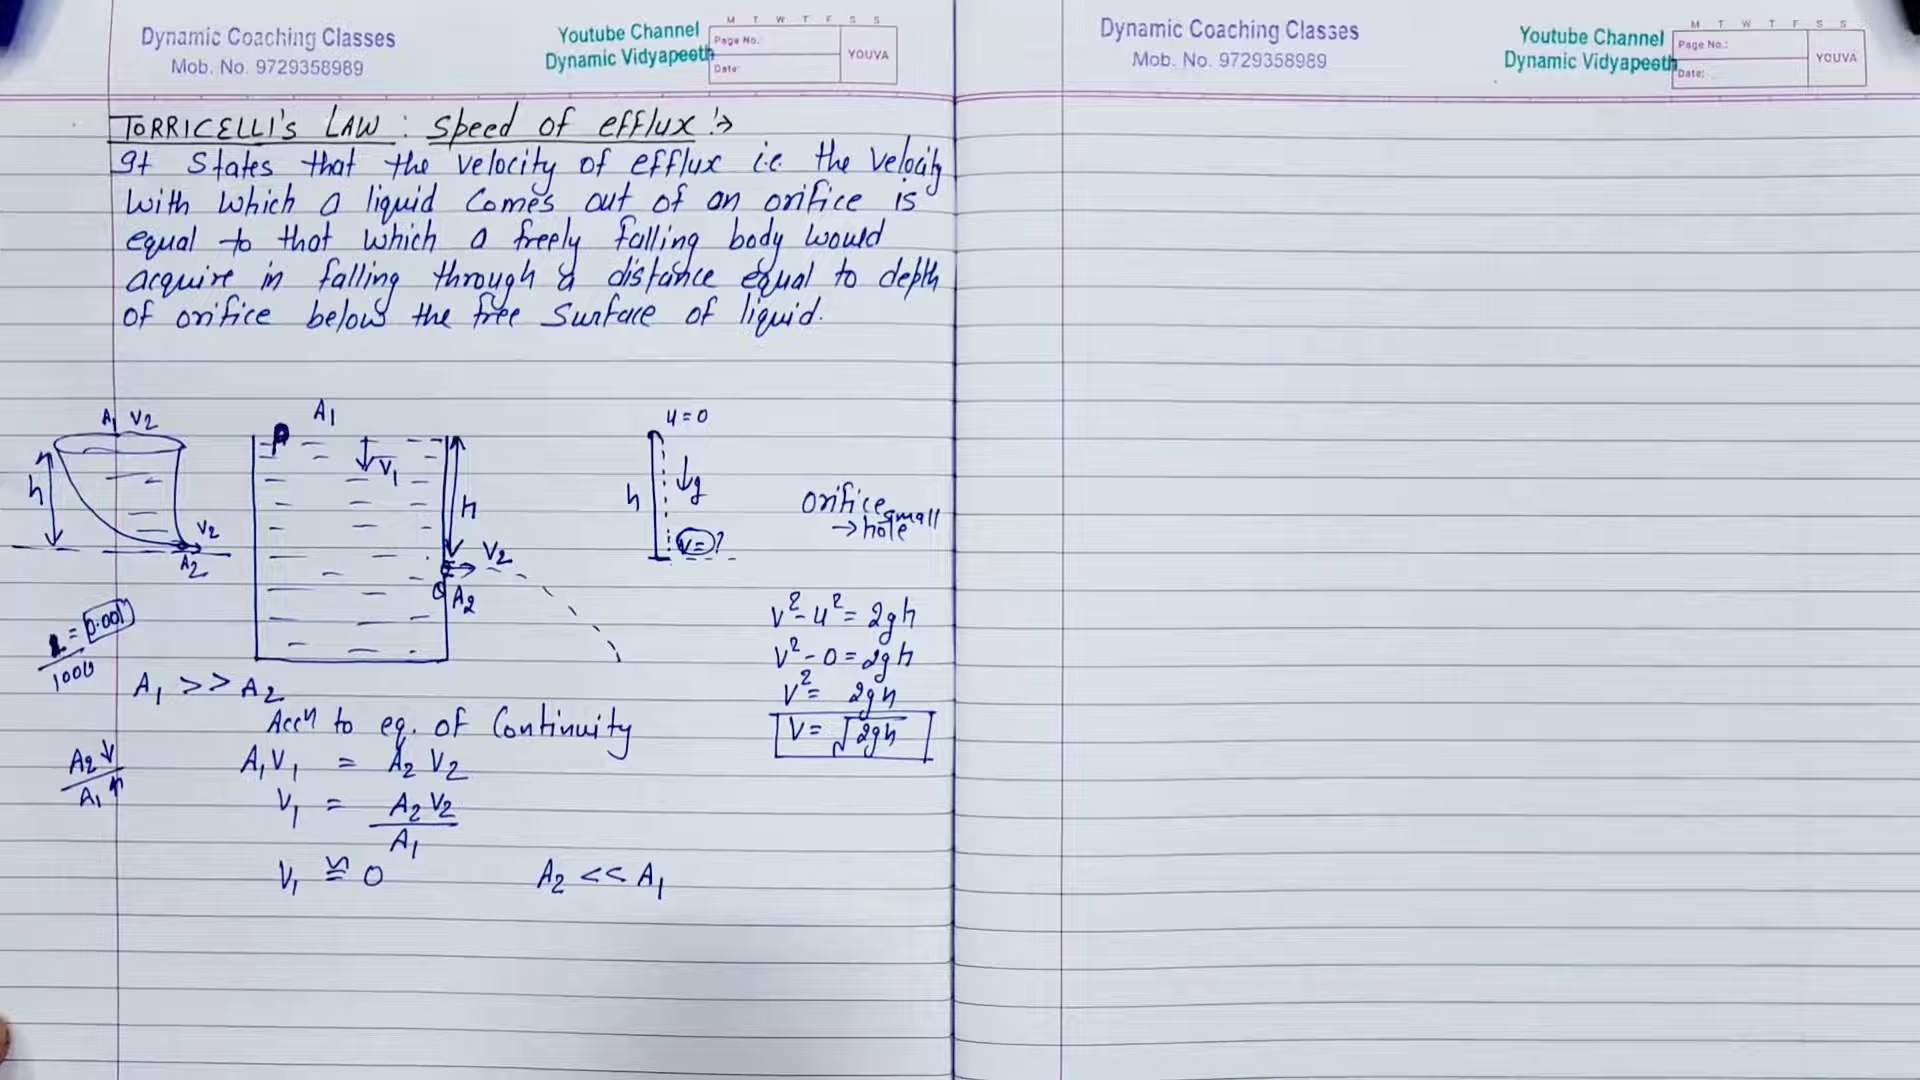 Dynamic Coaching Classes
Mob. No. 9729358989
Youtube Channel
Dynamic Vidyapeeth
M T W T F S S
Page No.:
Date:
YOUVA
TORRICELLI's LAW : Speed of efflux :→
It States that the velocity of efflux i.e. the velocity
with which a liquid comes out of an orifice is
equal to that which a freely falling body would
acquire in falling through a distance equal to depth
of orifice below the free surface of liquid.
A₁ V₂
h
V₂
A₂
A₁
P
V₁
h
V₂
A₂
u=0
h
↓g
v=?
orifice
→ small hole
= 0.001
1000
A₁ >> A₂
Accⁿ to eq. of Continuity
A₂↓
A₁↑
A₁V₁ = A₂V₂
V₁ = A₂V₂
A₁
V₁ ≅ 0
A₂ << A₁
v²-u² = 2gh
v²-0 = 2gh
v² = 2gh
v = √2gh
Dynamic Coaching Classes
Mob. No. 9729358989
Youtube Channel
Dynamic Vidyapeeth
M T W T F S S
Page No.:
Date:
YOUVA